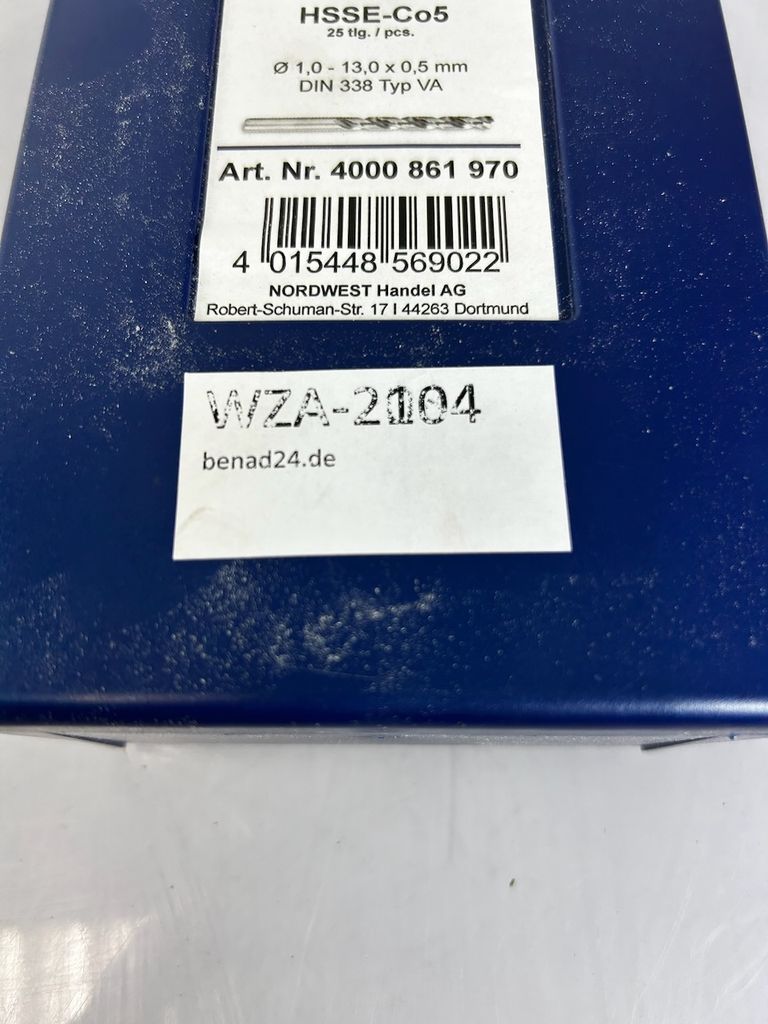 HSSE-Co5
25 tlg. / pcs.
Ø 1,0 - 13,0 x 0,5 mm
DIN 338 Typ VA
Art. Nr. 4000 861 970
4 015448 569022
NORDWEST Handel AG
Robert-Schuman-Str. 17 I 44263 Dortmund
WZA-2104
benad24.de